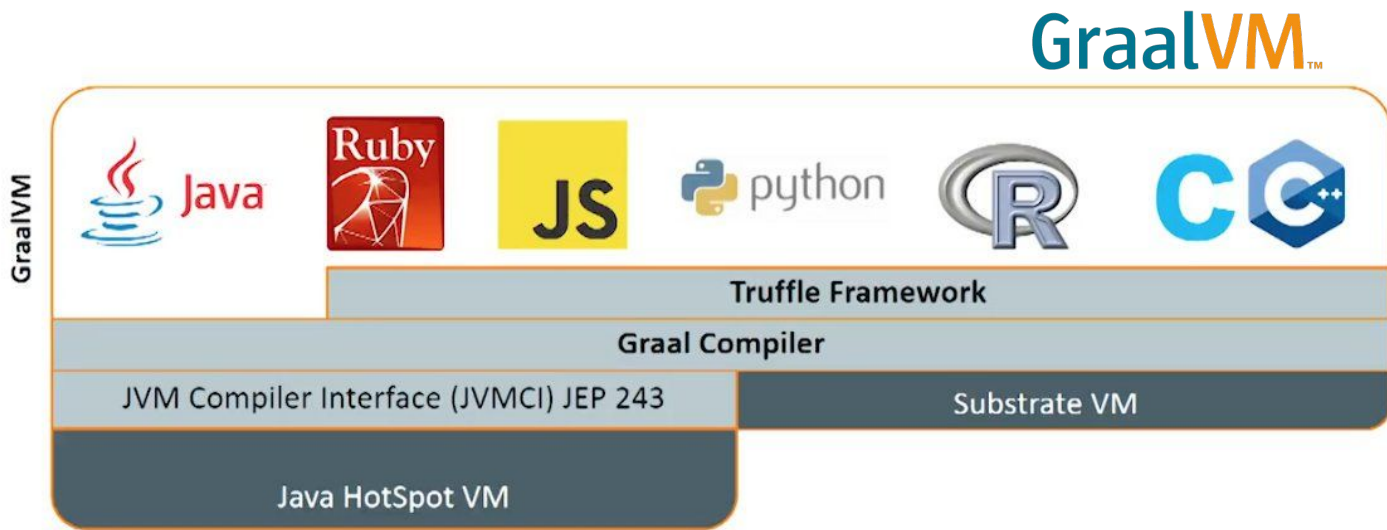 GraalVM™
GraalVM
Java
Ruby
JS
python
R
C
C++
Truffle Framework
Graal Compiler
JVM Compiler Interface (JVMCI) JEP 243
Substrate VM
Java HotSpot VM